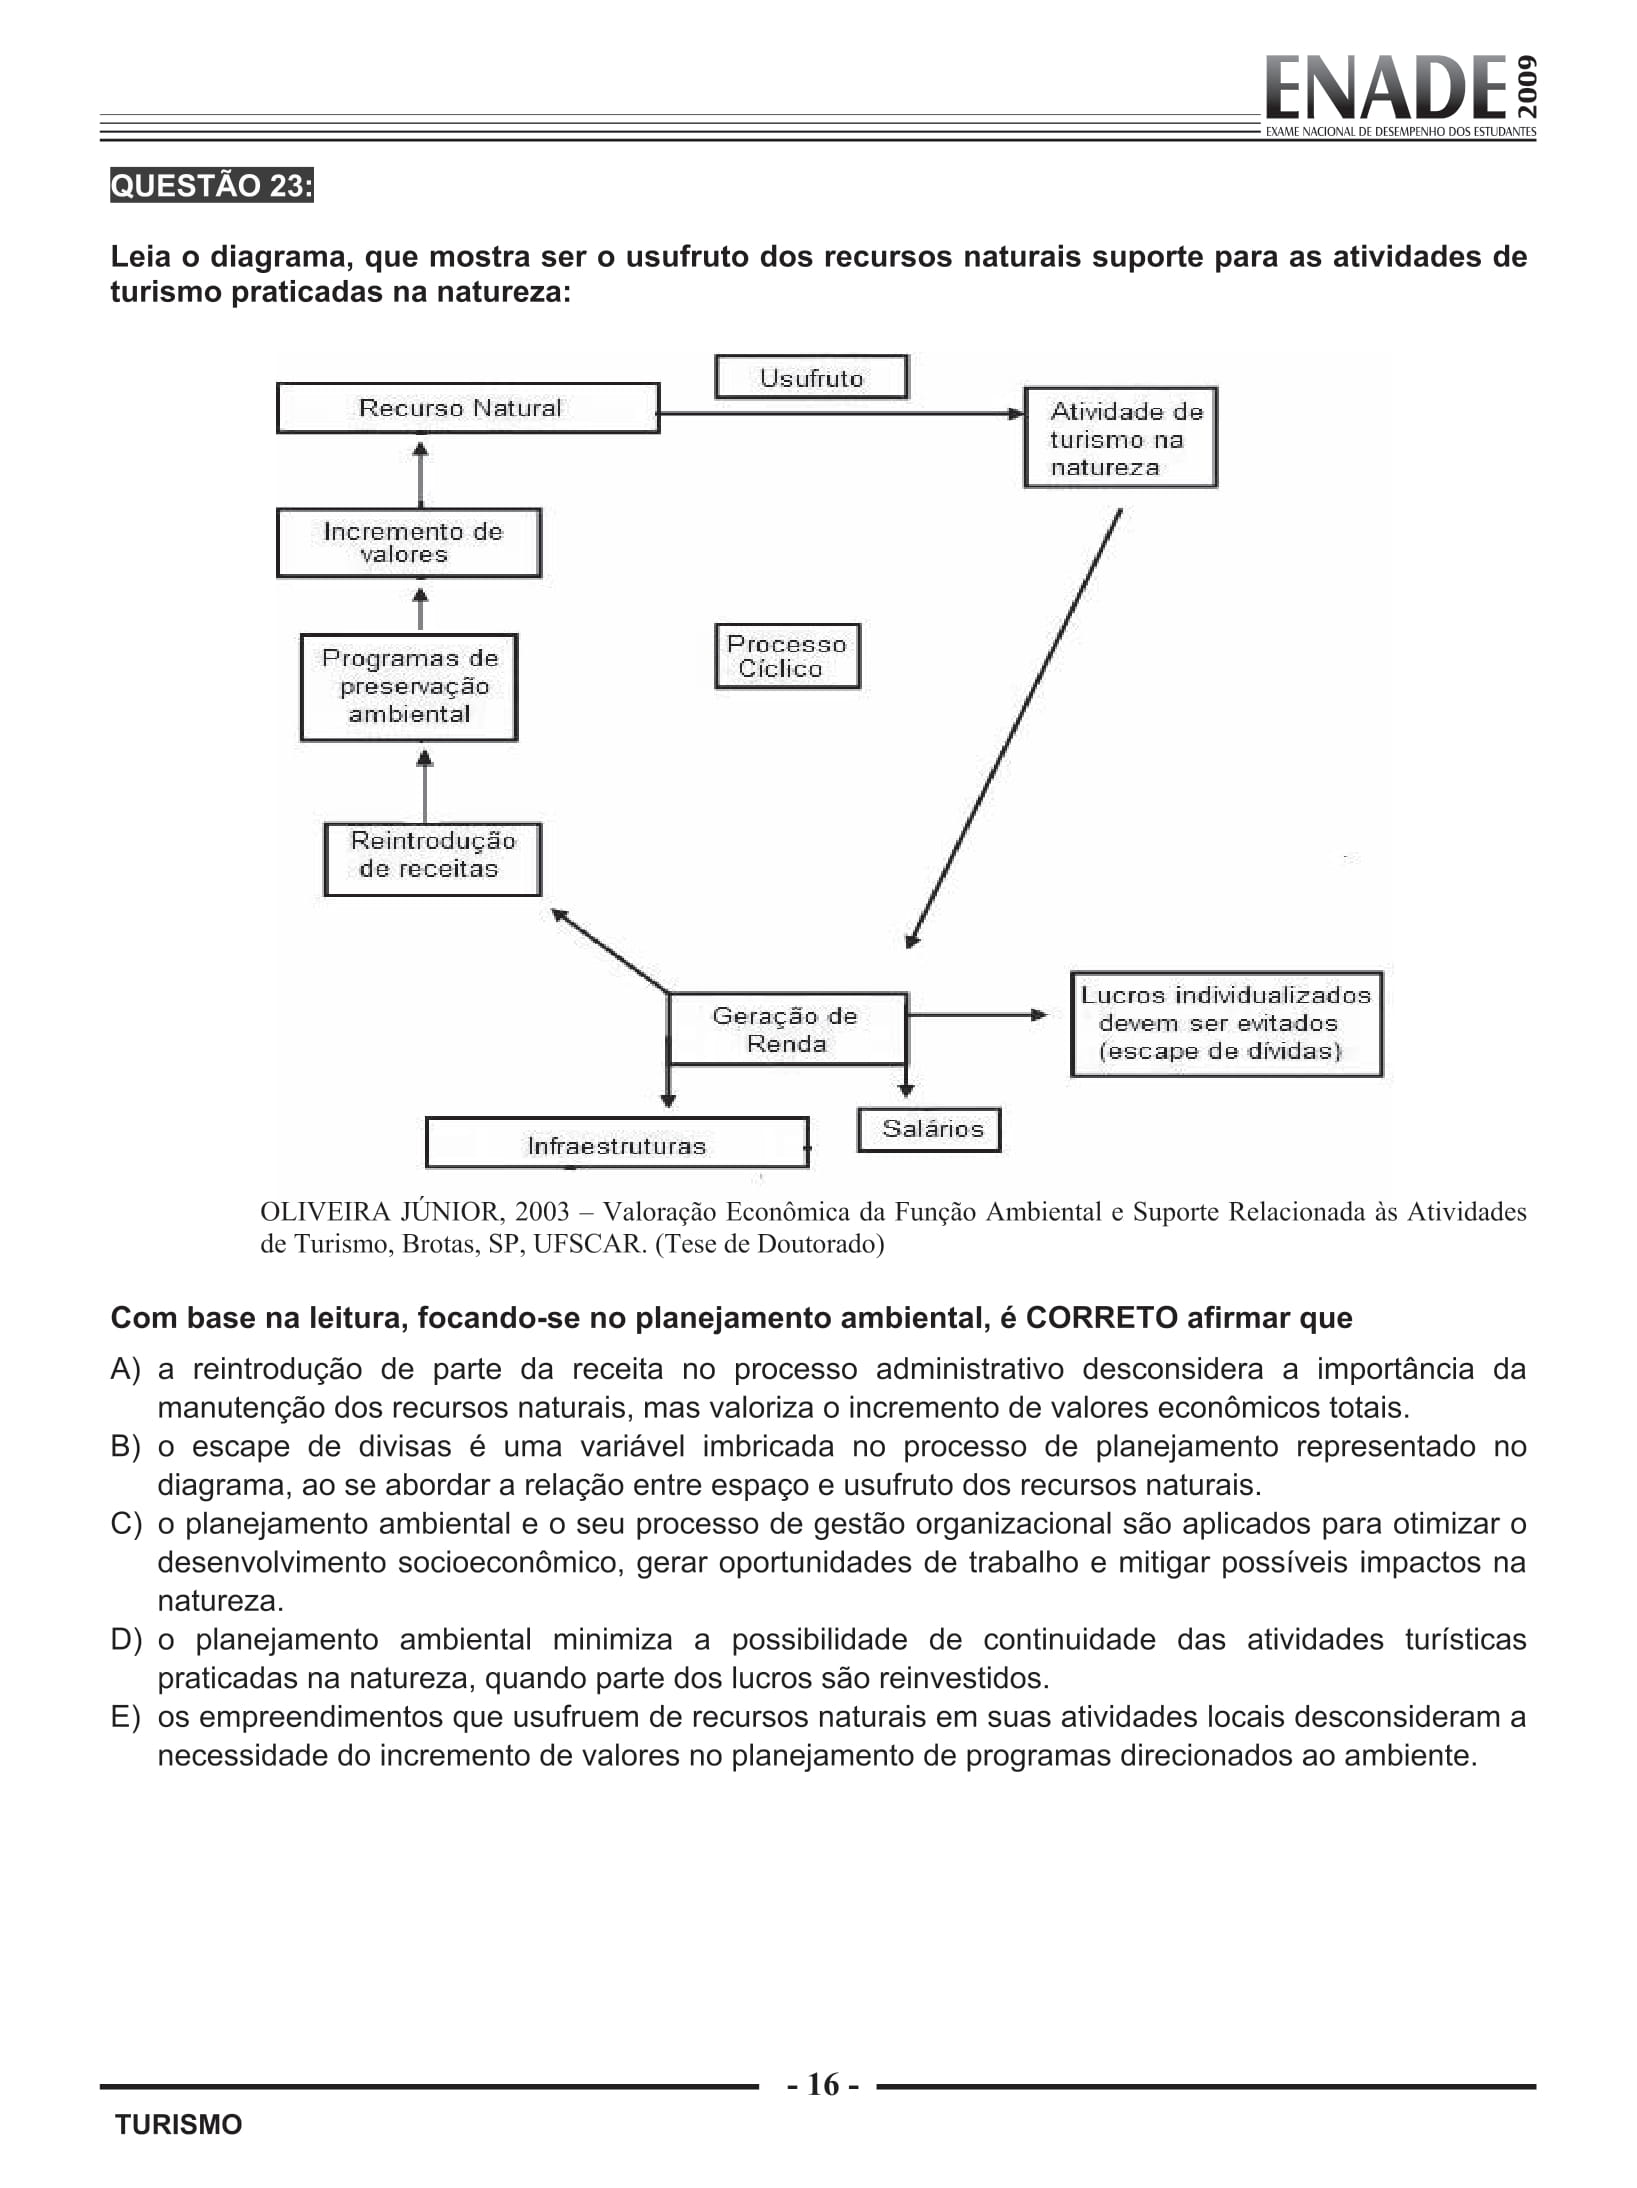 ENADE 2009
EXAME NACIONAL DE DESEMPENHO DOS ESTUDANTES
QUESTÃO 23:
Leia o diagrama, que mostra ser o usufruto dos recursos naturais suporte para as atividades de
turismo praticadas na natureza:
Usufruto
Recurso Natural
Atividade de
turismo na
natureza
Incremento de
valores
Processo
Cíclico
Programas de
preservação
ambiental
Reintrodução
de receitas
Geração de
Renda
Lucros individualizados
devem ser evitados
(escape de dívidas)
Infraestruturas
Salários
OLIVEIRA JÚNIOR, 2003 – Valoração Econômica da Função Ambiental e Suporte Relacionada às Atividades
de Turismo, Brotas, SP, UFSCAR. (Tese de Doutorado)
Com base na leitura, focando-se no planejamento ambiental, é CORRETO afirmar que
A) a reintrodução de parte da receita no processo administrativo desconsidera a importância da
manutenção dos recursos naturais, mas valoriza o incremento de valores econômicos totais.
B) o escape de divisas é uma variável imbricada no processo de planejamento representado no
diagrama, ao se abordar a relação entre espaço e usufruto dos recursos naturais.
C) o planejamento ambiental e o seu processo de gestão organizacional são aplicados para otimizar o
desenvolvimento socioeconômico, gerar oportunidades de trabalho e mitigar possíveis impactos na
natureza.
D) o planejamento ambiental minimiza a possibilidade de continuidade das atividades turísticas
praticadas na natureza, quando parte dos lucros são reinvestidos.
E) os empreendimentos que usufruem de recursos naturais em suas atividades locais desconsideram a
necessidade do incremento de valores no planejamento de programas direcionados ao ambiente.
- 16 -
TURISMO